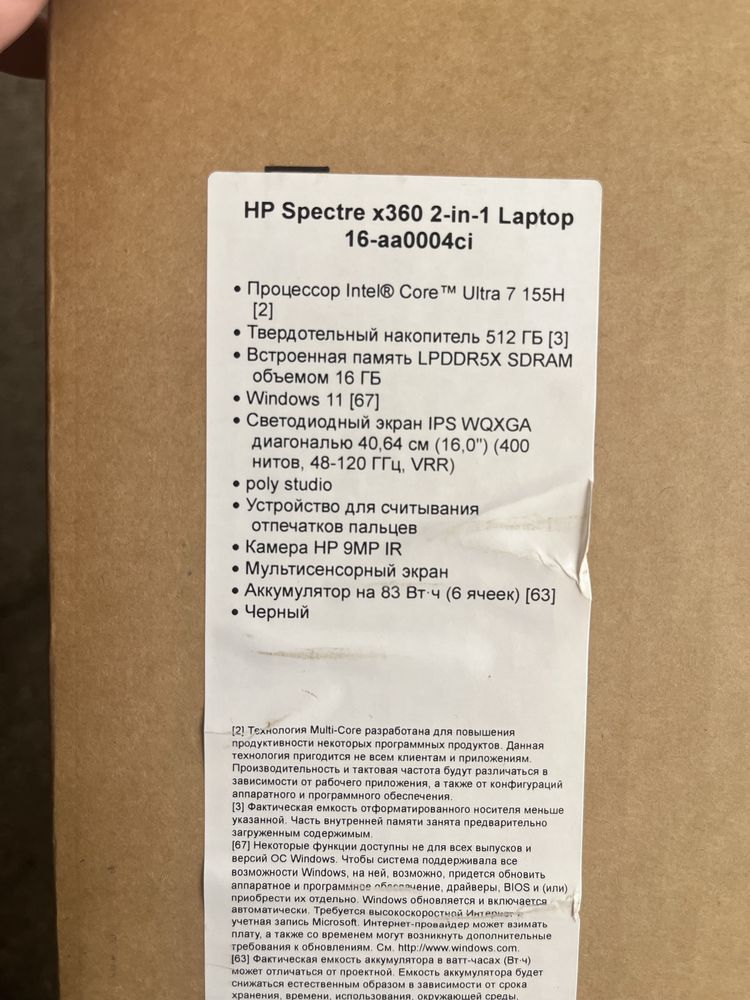 HP Spectre x360 2-in-1 Laptop
16-aa0004ci
• Процессор Intel® Core™ Ultra 7 155H
[2]
• Твердотельный накопитель 512 ГБ [3]
• Встроенная память LPDDR5X SDRAM
объемом 16 ГБ
• Windows 11 [67]
• Светодиодный экран IPS WQXGA
диагональю 40,64 см (16,0") (400
нитов, 48-120 ГГц, VRR)
• poly studio
• Устройство для считывания
отпечатков пальцев
• Камера HP 9MP IR
• Мультисенсорный экран
• Аккумулятор на 83 Вт·ч (6 ячеек) [63]
• Черный
[2] Технология Multi-Core разработана для повышения
продуктивности некоторых программных продуктов. Данная
технология пригодится не всем клиентам и приложениям.
Производительность и тактовая частота будут различаться в
зависимости от рабочего приложения, а также от конфигураций
аппаратного и программного обеспечения.
[3] Фактическая емкость отформатированного носителя меньше
указанной. Часть внутренней памяти занята предварительно
загруженным содержимым.
[67] Некоторые функции доступны не для всех выпусков и
версий ОС Windows. Чтобы система поддерживала все
возможности Windows, на ней, возможно, придется обновить
аппаратное и программное обеспечение, драйверы, BIOS и (или)
приобрести их отдельно. Windows обновляется и включается
автоматически. Требуется высокоскоростной Интернет и
учетная запись Microsoft. Интернет-провайдер может взимать
плату, а также со временем могут возникнуть дополнительные
требования к обновлениям. См. http://www.windows.com.
[63] Фактическая емкость аккумулятора в ватт-часах (Вт·ч)
может отличаться от проектной. Емкость аккумулятора будет
снижаться естественным образом в зависимости от срока
хранения, времени, использования, окружающей среды,